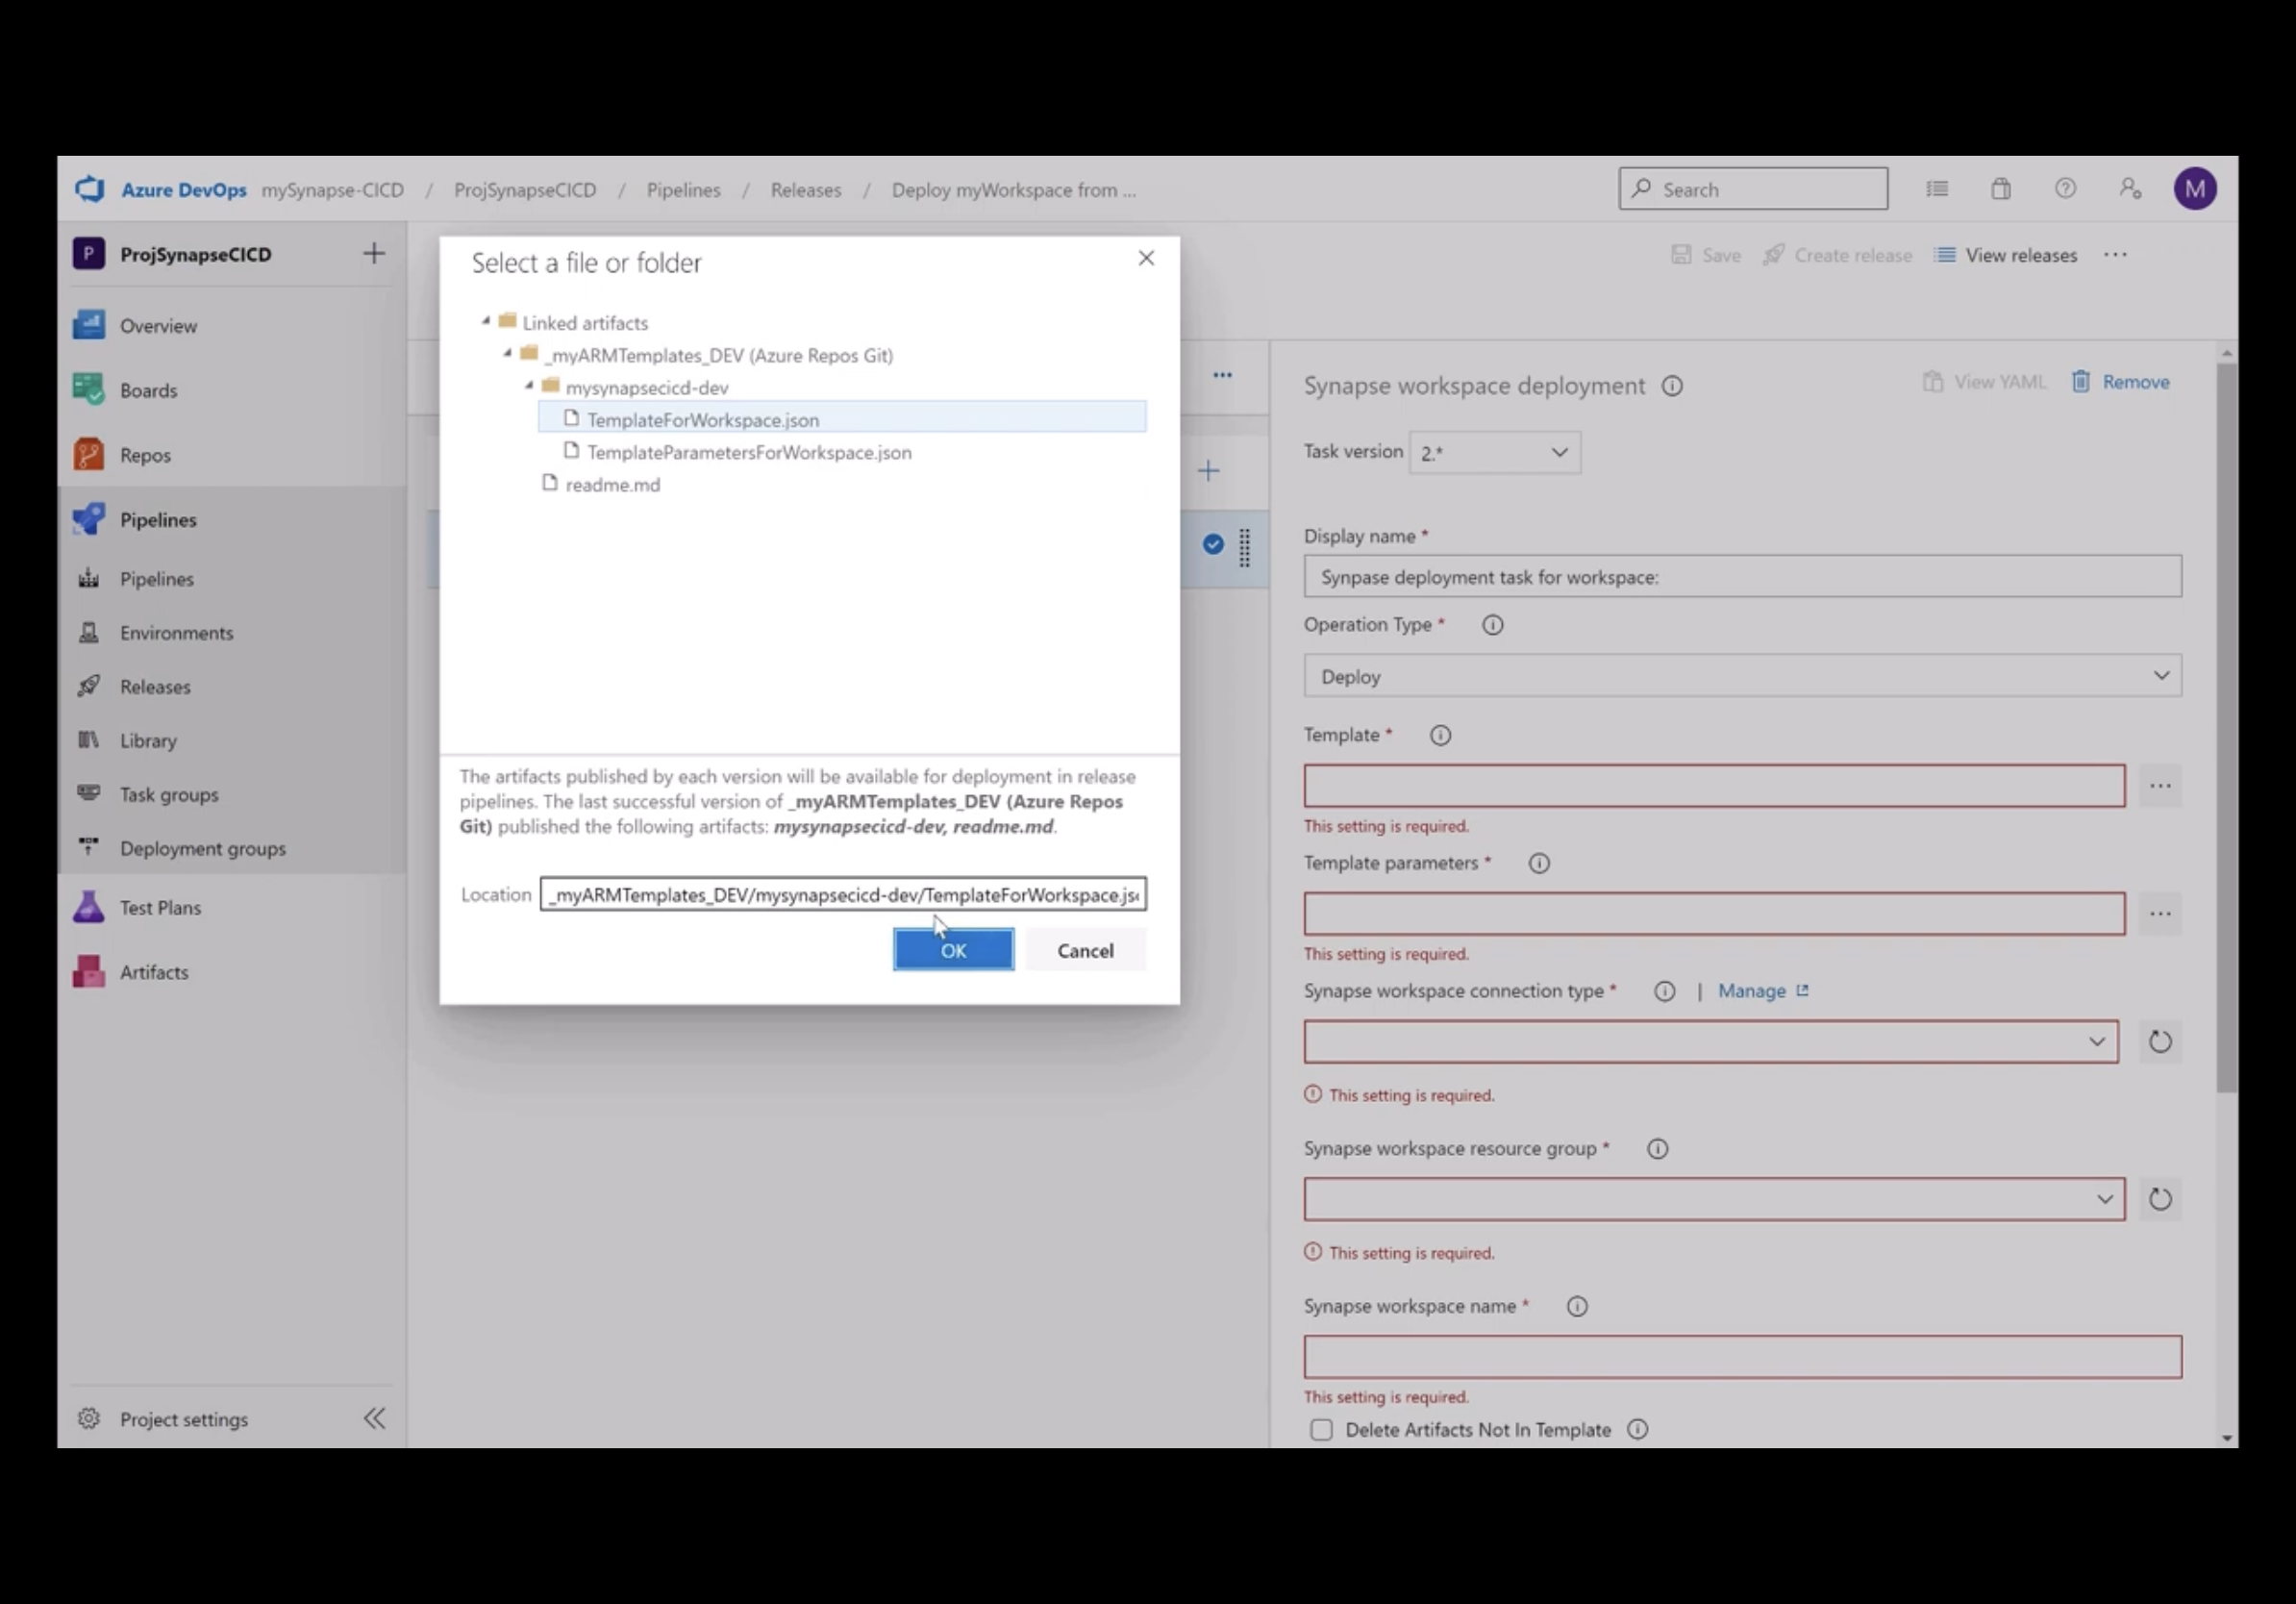 Azure DevOps mySynapse-CICD / ProjSynapseCICD / Pipelines / Releases / Deploy myWorkspace from ...
Search
M
P ProjSynapseCICD
Overview
Boards
Repos
Pipelines
Pipelines
Environments
Releases
Library
Task groups
Deployment groups
Test Plans
Artifacts
Project settings
Select a file or folder
Linked artifacts
_myARMTemplates_DEV (Azure Repos Git)
mysynapsecicd-dev
TemplateForWorkspace.json
TemplateParametersForWorkspace.json
readme.md
The artifacts published by each version will be available for deployment in release
pipelines. The last successful version of _myARMTemplates_DEV (Azure Repos
Git) published the following artifacts: mysynapsecicd-dev, readme.md.
Location _myARMTemplates_DEV/mysynapsecicd-dev/TemplateForWorkspace.js
OK Cancel
Save Create release View releases ...
Synapse workspace deployment
View YAML Remove
Task version 2.*
Display name *
Synpase deployment task for workspace:
Operation Type *
Deploy
Template *
This setting is required.
Template parameters *
This setting is required.
Synapse workspace connection type * | Manage
This setting is required.
Synapse workspace resource group *
This setting is required.
Synapse workspace name *
This setting is required.
Delete Artifacts Not In Template